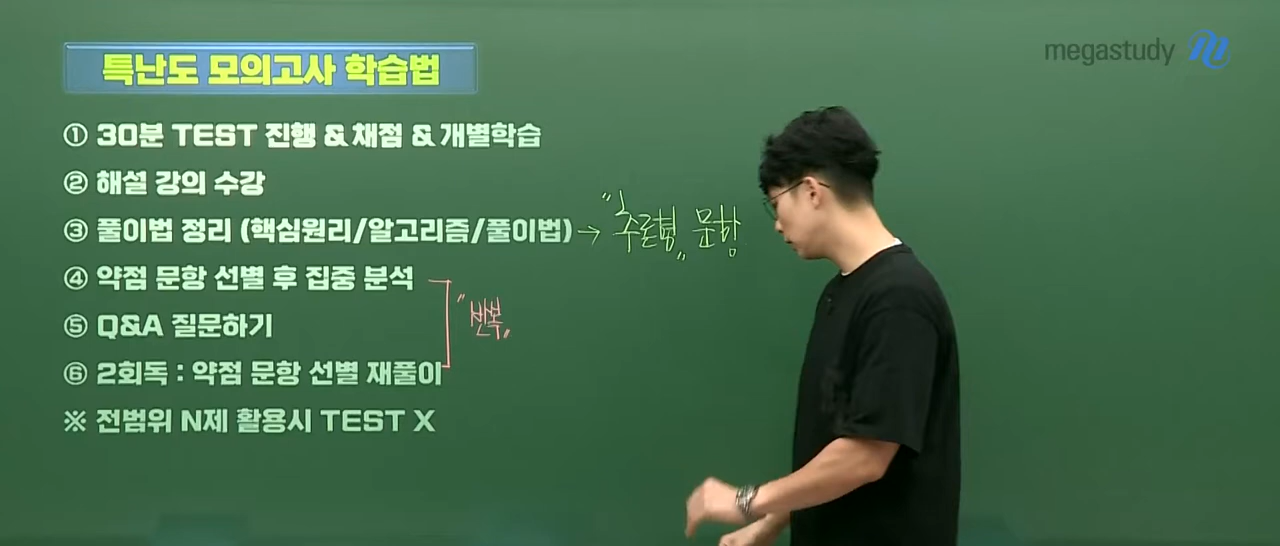 megastudy
특난도 모의고사 학습법
① 30분 TEST 진행 & 채점 & 개별학습
② 해설 강의 수강
③ 풀이법 정리 (핵심원리/알고리즘/풀이법) → "추론형" 문항
④ 약점 문항 선별 후 집중 분석
"반복"
⑤ Q&A 질문하기
⑥ 2회독 : 약점 문항 선별 재풀이
※ 전범위 N제 활용시 TEST X